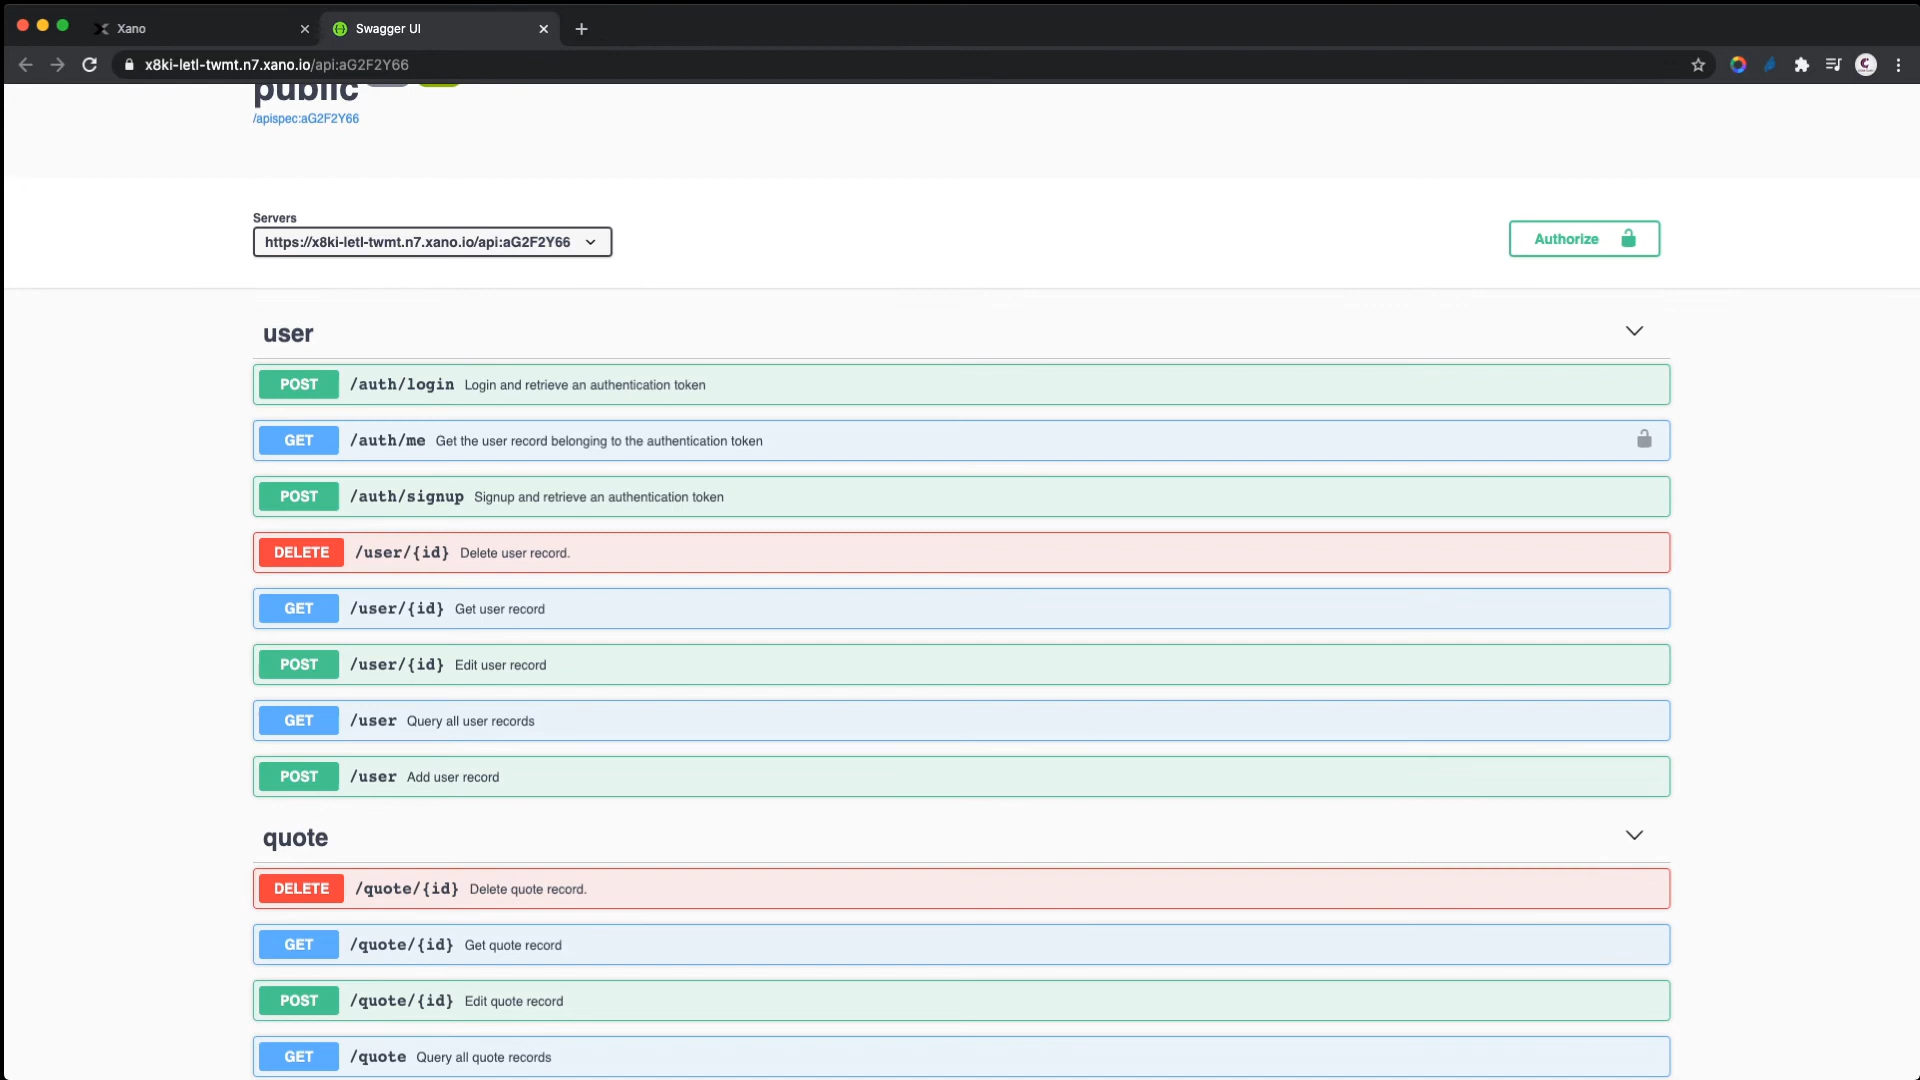 Xano
Swagger UI
x8ki-letl-twmt.n7.xano.io/api:aG2F2Y66
public
/apispec:aG2F2Y66
Servers
https://x8ki-letl-twmt.n7.xano.io/api:aG2F2Y66
Authorize
user
POST /auth/login Login and retrieve an authentication token
GET /auth/me Get the user record belonging to the authentication token
POST /auth/signup Signup and retrieve an authentication token
DELETE /user/{id} Delete user record.
GET /user/{id} Get user record
POST /user/{id} Edit user record
GET /user Query all user records
POST /user Add user record
quote
DELETE /quote/{id} Delete quote record.
GET /quote/{id} Get quote record
POST /quote/{id} Edit quote record
GET /quote Query all quote records